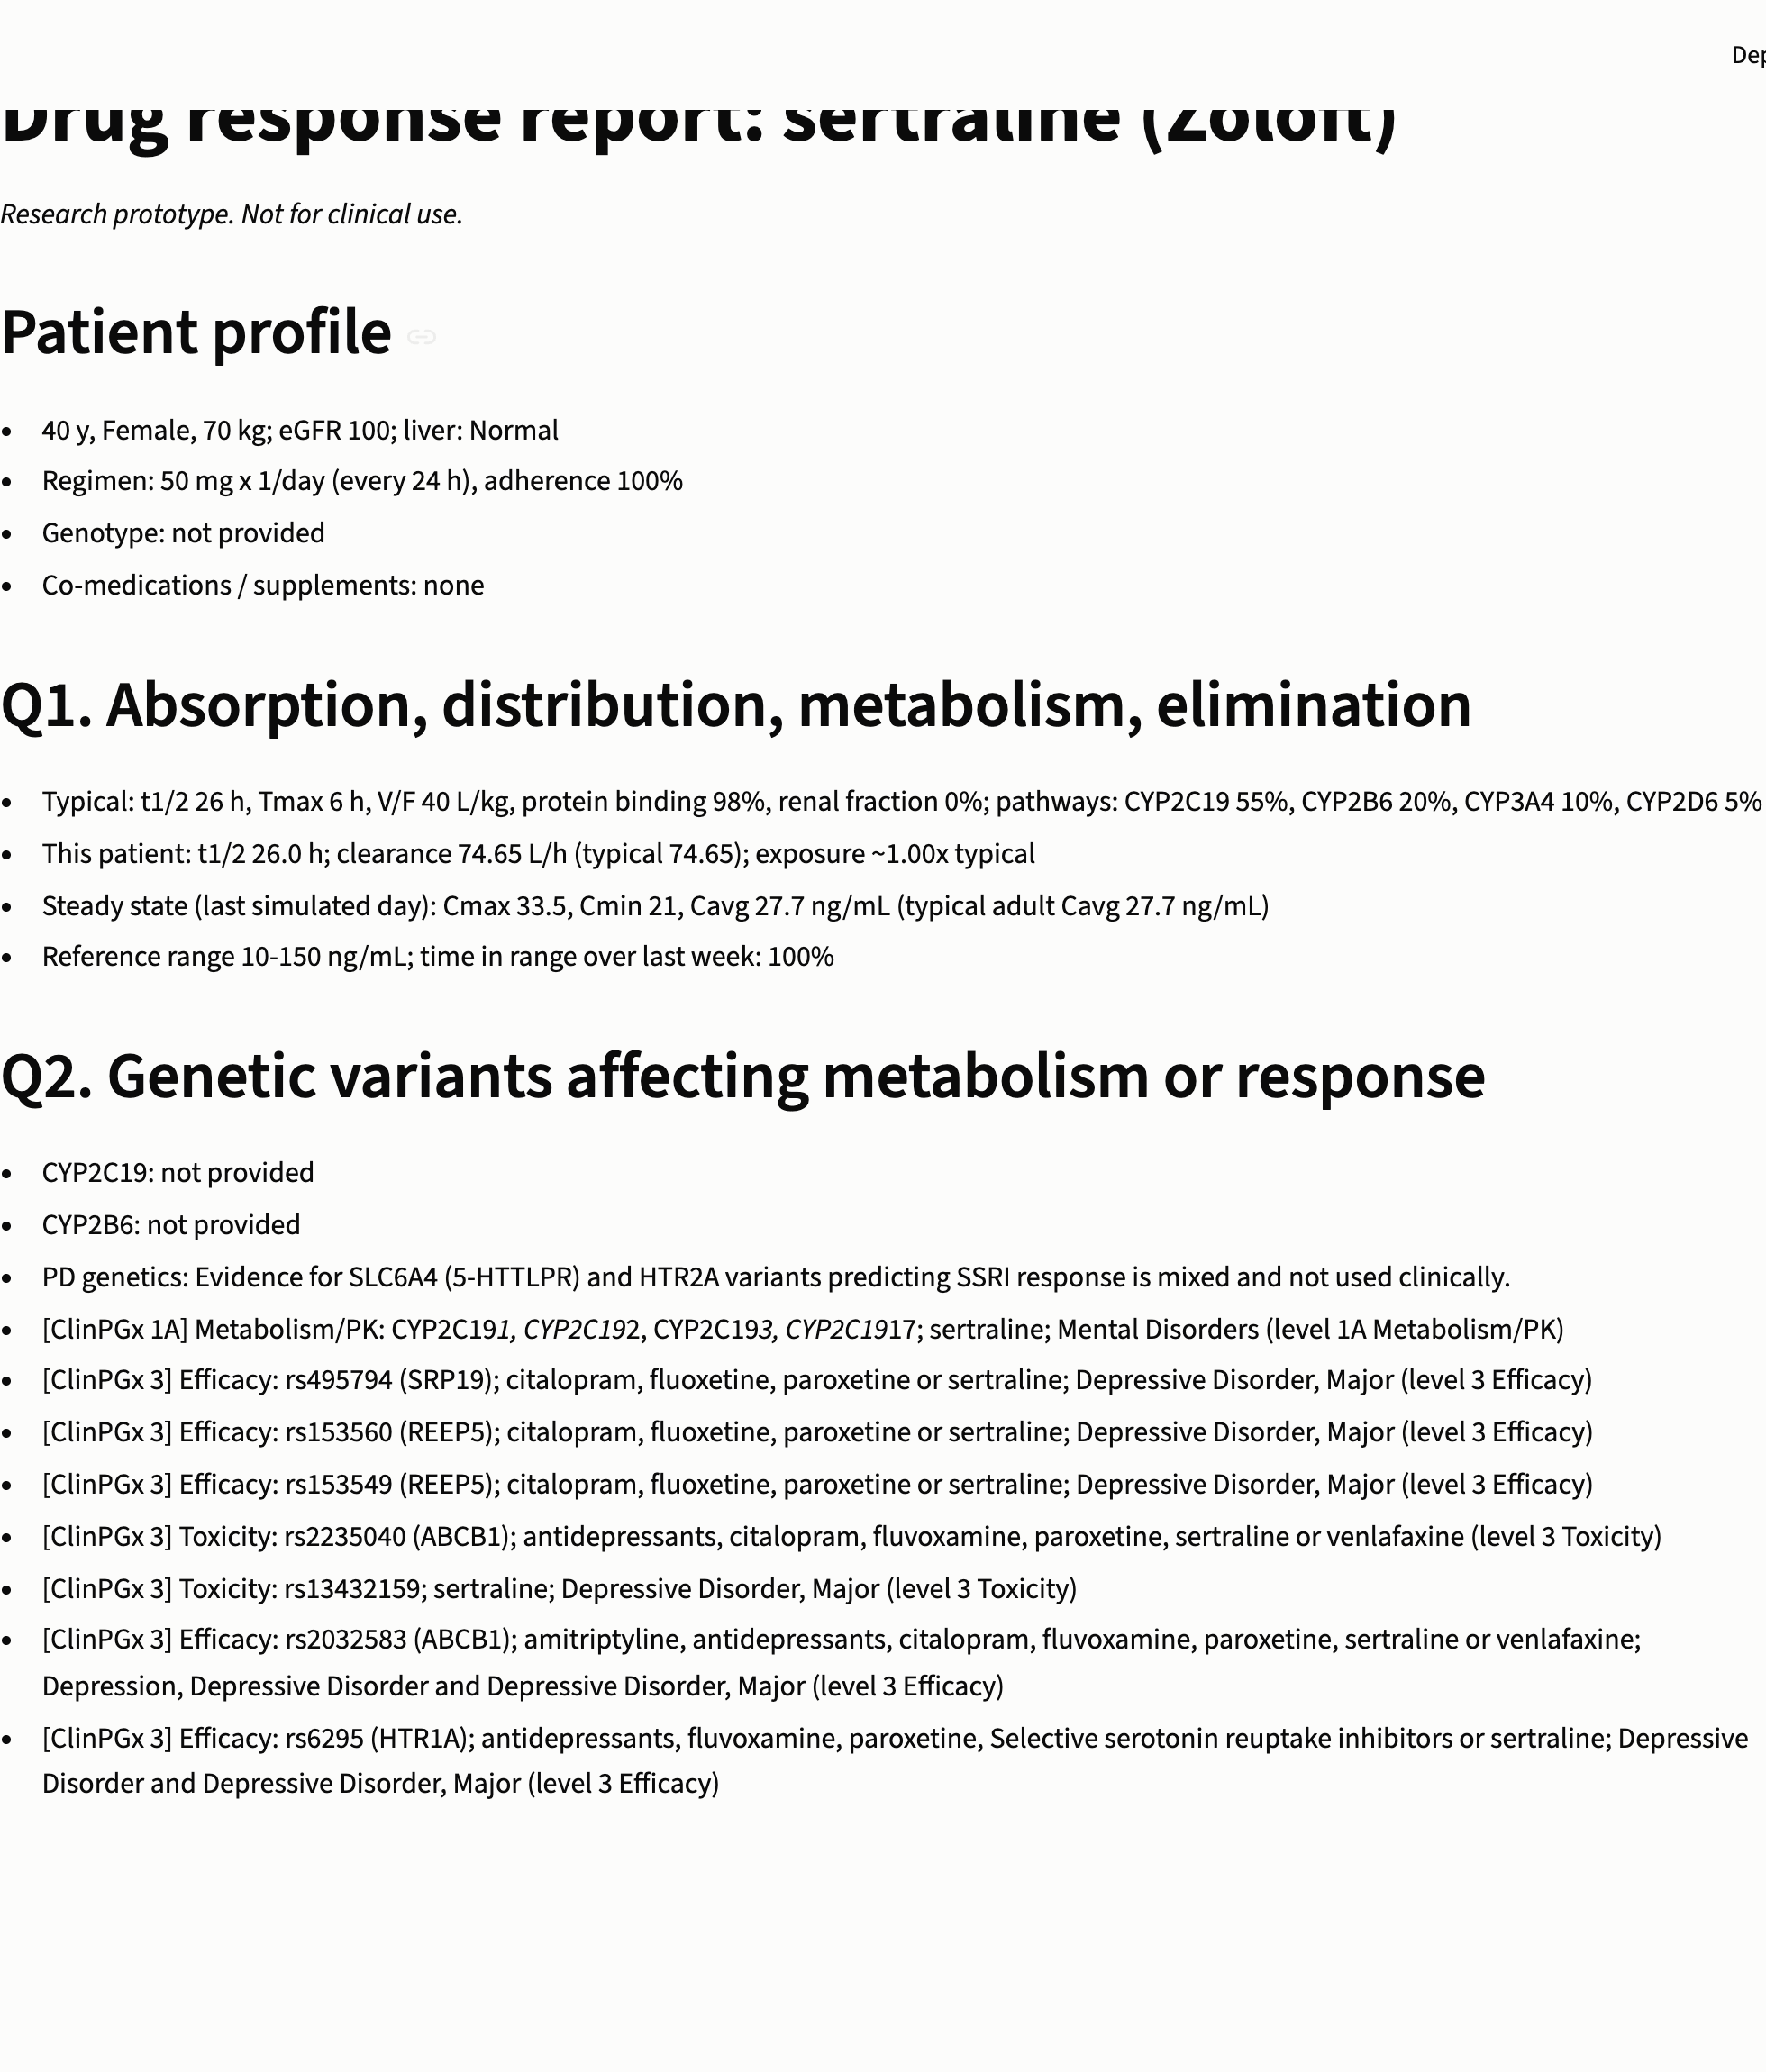 Drug response report: sertraline (Zoloft)
Research prototype. Not for clinical use.
Patient profile
• 40 y, Female, 70 kg; eGFR 100; liver: Normal
• Regimen: 50 mg x 1/day (every 24 h), adherence 100%
• Genotype: not provided
• Co-medications / supplements: none
Q1. Absorption, distribution, metabolism, elimination
• Typical: t1/2 26 h, Tmax 6 h, V/F 40 L/kg, protein binding 98%, renal fraction 0%; pathways: CYP2C19 55%, CYP2B6 20%, CYP3A4 10%, CYP2D6 5%
• This patient: t1/2 26.0 h; clearance 74.65 L/h (typical 74.65); exposure ~1.00x typical
• Steady state (last simulated day): Cmax 33.5, Cmin 21, Cavg 27.7 ng/mL (typical adult Cavg 27.7 ng/mL)
• Reference range 10-150 ng/mL; time in range over last week: 100%
Q2. Genetic variants affecting metabolism or response
• CYP2C19: not provided
• CYP2B6: not provided
• PD genetics: Evidence for SLC6A4 (5-HTTLPR) and HTR2A variants predicting SSRI response is mixed and not used clinically.
• [ClinPGx 1A] Metabolism/PK: CYP2C191, CYP2C192, CYP2C193, CYP2C1917; sertraline; Mental Disorders (level 1A Metabolism/PK)
• [ClinPGx 3] Efficacy: rs495794 (SRP19); citalopram, fluoxetine, paroxetine or sertraline; Depressive Disorder, Major (level 3 Efficacy)
• [ClinPGx 3] Efficacy: rs153560 (REEP5); citalopram, fluoxetine, paroxetine or sertraline; Depressive Disorder, Major (level 3 Efficacy)
• [ClinPGx 3] Efficacy: rs153549 (REEP5); citalopram, fluoxetine, paroxetine or sertraline; Depressive Disorder, Major (level 3 Efficacy)
• [ClinPGx 3] Toxicity: rs2235040 (ABCB1); antidepressants, citalopram, fluvoxamine, paroxetine, sertraline or venlafaxine (level 3 Toxicity)
• [ClinPGx 3] Toxicity: rs13432159; sertraline; Depressive Disorder, Major (level 3 Toxicity)
• [ClinPGx 3] Efficacy: rs2032583 (ABCB1); amitriptyline, antidepressants, citalopram, fluvoxamine, paroxetine, sertraline or venlafaxine;
Depression, Depressive Disorder and Depressive Disorder, Major (level 3 Efficacy)
• [ClinPGx 3] Efficacy: rs6295 (HTR1A); antidepressants, fluvoxamine, paroxetine, Selective serotonin reuptake inhibitors or sertraline; Depressive
Disorder and Depressive Disorder, Major (level 3 Efficacy)